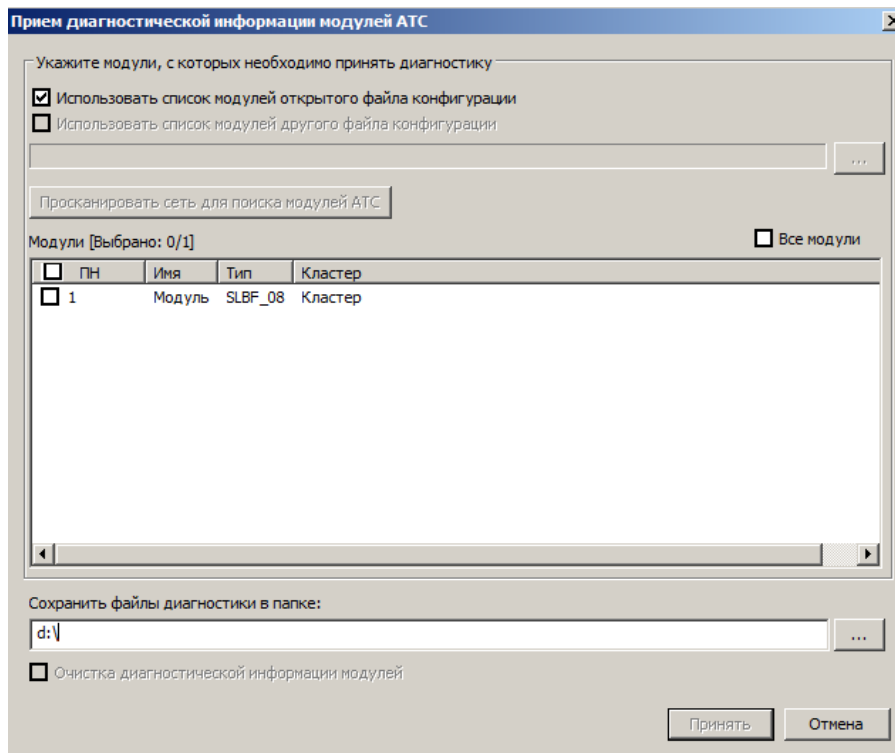 Прием диагностической информации модулей АТС
Укажите модули, с которых необходимо принять диагностику
Использовать список модулей открытого файла конфигурации
Использовать список модулей другого файла конфигурации
...
Просканировать сеть для поиска модулей АТС
Модули [Выбрано: 0/1] Все модули
ПН Имя Тип Кластер
1 Модуль SLBF_08 Кластер
Сохранить файлы диагностики в папке:
d:\
...
Очистка диагностической информации модулей
Принять Отмена